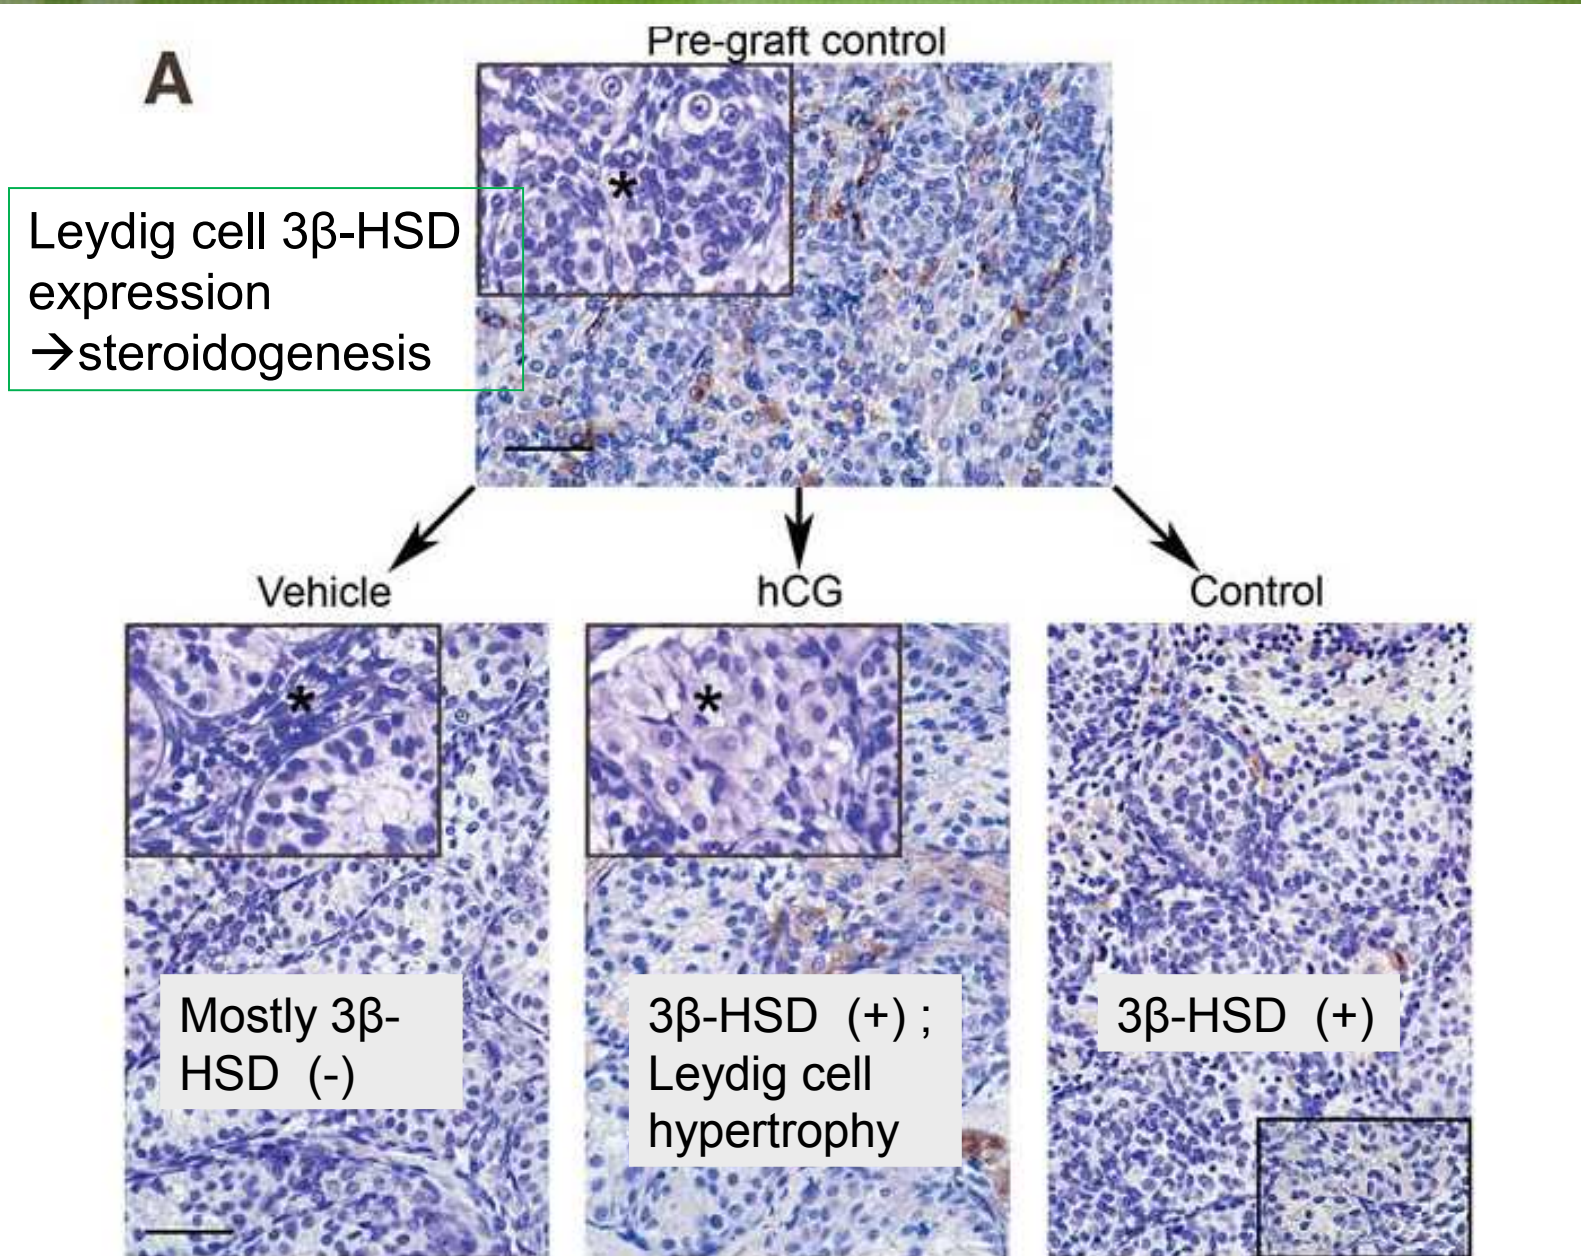 Pre-graft control
A
Leydig cell 3β-HSD
expression
→steroidogenesis
*
Vehicle
hCG
Control
*
*
Mostly 3β-
HSD (-)
3β-HSD (+) ;
Leydig cell
hypertrophy
3β-HSD (+)